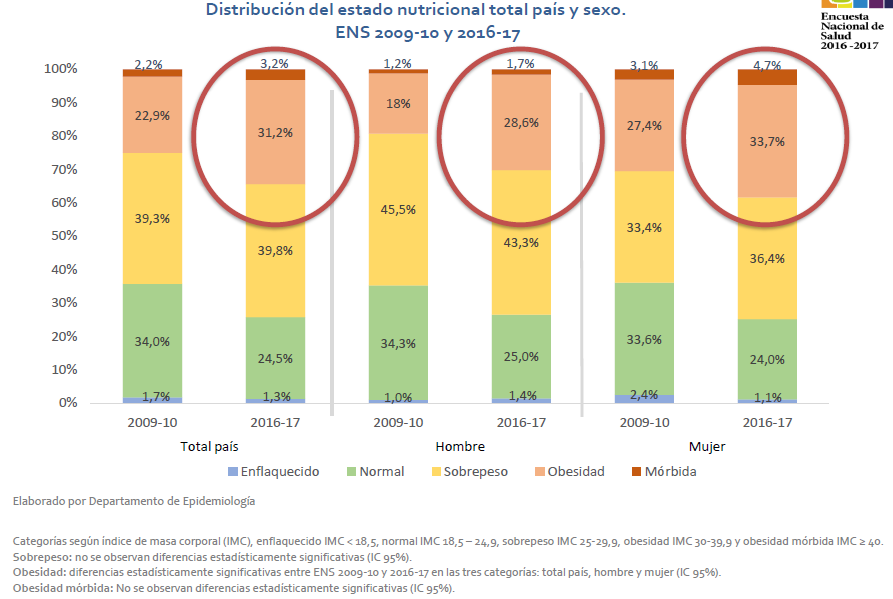 Distribución del estado nutricional total país y sexo.
ENS 2009-10 y 2016-17
Encuesta
Nacional de
Salud
2016 -2017
2,2% 3,2% 1,2% 1,7% 3,1% 4,7%
100%
90%
22,9% 31,2% 18% 28,6% 27,4% 33,7%
80%
70%
60%
39,3% 39,8% 45,5% 43,3% 33,4% 36,4%
50%
40%
30%
34,0% 24,5% 34,3% 25,0% 33,6% 24,0%
20%
10%
1,7% 1,3% 1,0% 1,4% 2,4% 1,1%
0%
2009-10 2016-17 2009-10 2016-17 2009-10 2016-17
Total país Hombre Mujer
Enflaquecido Normal Sobrepeso Obesidad Mórbida
Elaborado por Departamento de Epidemiología
Categorías según índice de masa corporal (IMC), enflaquecido IMC < 18,5, normal IMC 18,5 – 24,9, sobrepeso IMC 25-29,9, obesidad IMC 30-39,9 y obesidad mórbida IMC ≥ 40.
Sobrepeso: no se observan diferencias estadísticamente significativas (IC 95%).
Obesidad: diferencias estadísticamente significativas entre ENS 2009-10 y 2016-17 en las tres categorías: total país, hombre y mujer (IC 95%).
Obesidad mórbida: No se observan diferencias estadísticamente significativas (IC 95%).